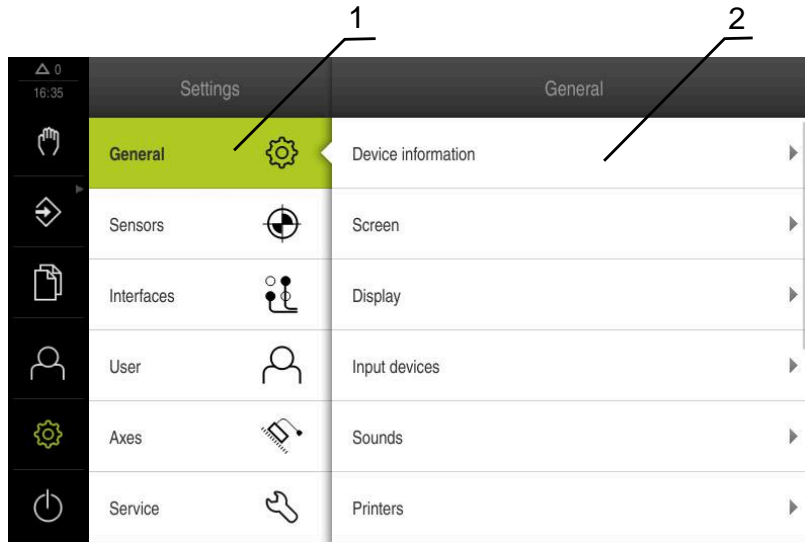 1
2
0
16:35
Settings
General
General
Device information
Sensors
Screen
Interfaces
Display
User
Input devices
Axes
Sounds
Service
Printers